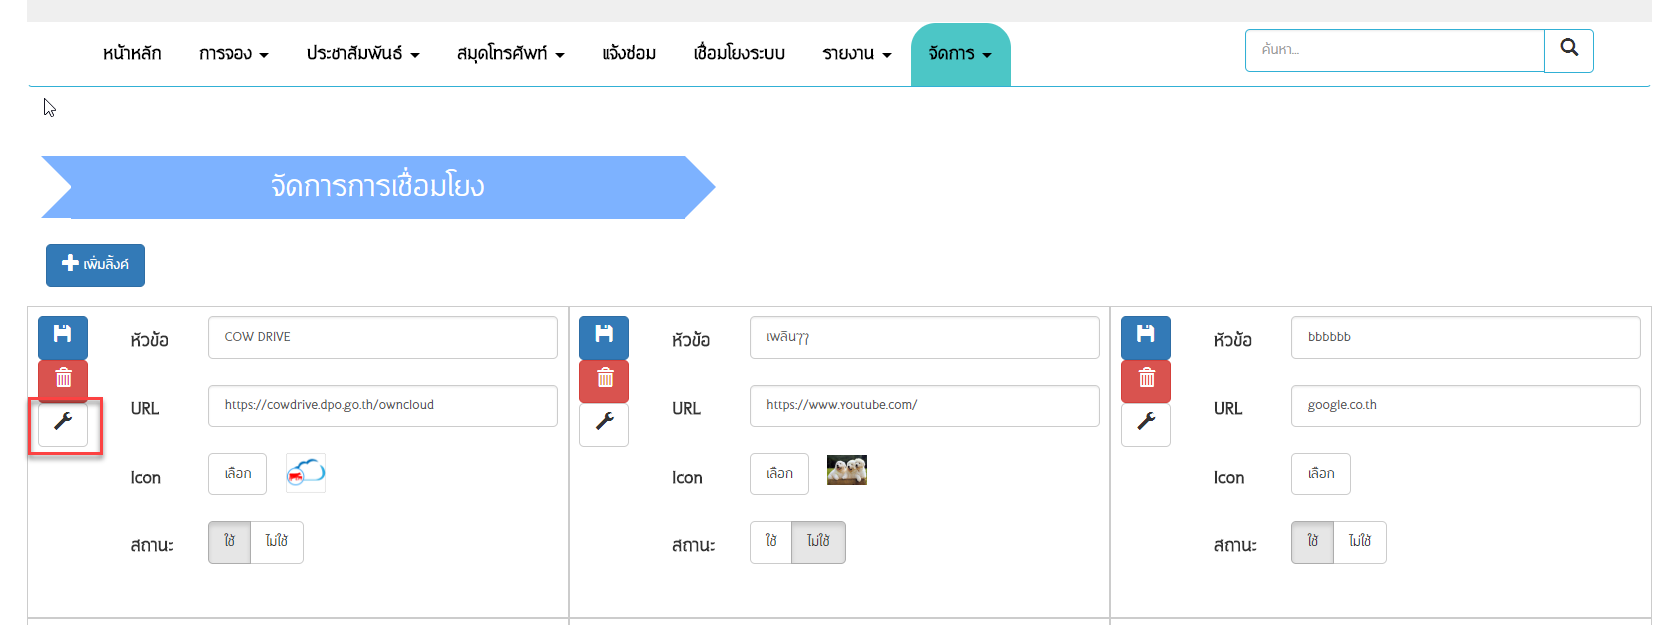 หน้าหลัก การจอง ประชาสัมพันธ์ สมุดโทรศัพท์ แจ้งซ่อม เชื่อมโยงระบบ รายงาน จัดการ ค้นหา...
จัดการการเชื่อมโยง
เพิ่มลิ้งค์
หัวข้อ COW DRIVE
URL https://cowdrive.dpo.go.th/owncloud
Icon เลือก
สถานะ ใช้ ไม่ใช้
หัวข้อ เพลินๆๆ
URL https://www.youtube.com/
Icon เลือก
สถานะ ใช้ ไม่ใช้
หัวข้อ bbbbbb
URL google.co.th
Icon เลือก
สถานะ ใช้ ไม่ใช้